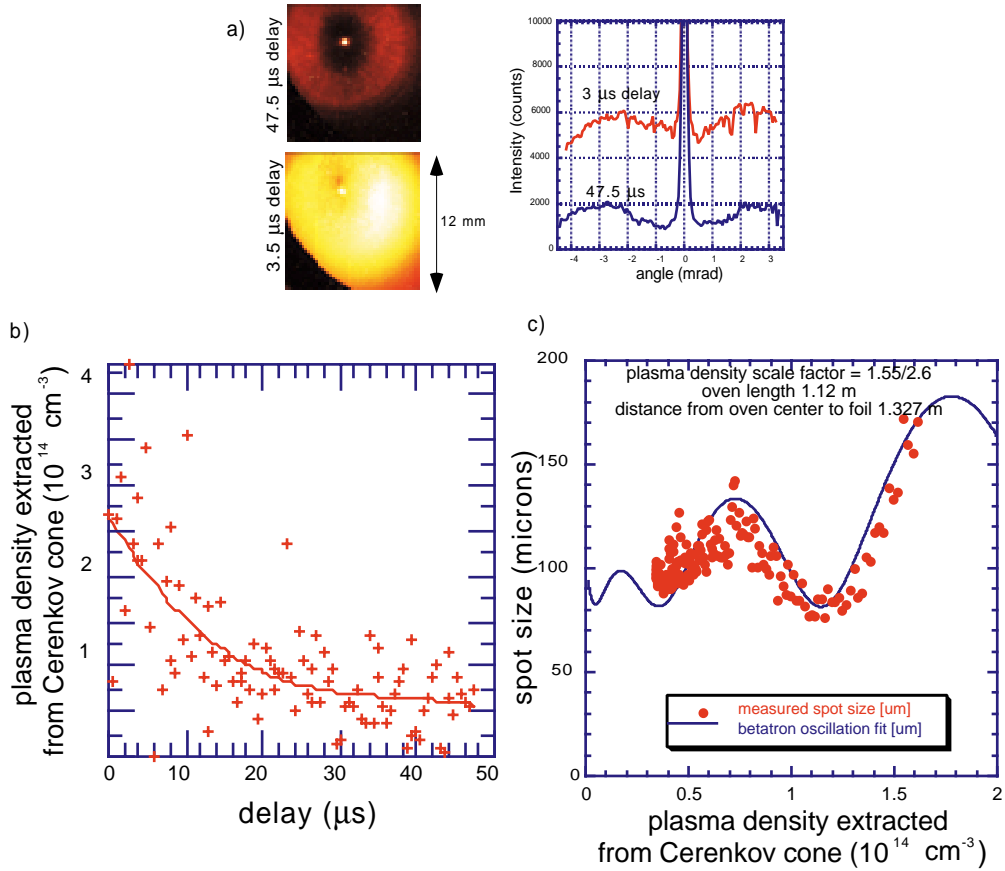 a)
47.5 µs delay
3.5 µs delay
12 mm
Intensity (counts)
10000
8000
6000
4000
2000
0
3 µs delay
47.5 µs
-4 -3 -2 -1 0 1 2 3
angle (mrad)
b)
plasma density extracted
from Cerenkov cone (10¹⁴ cm⁻³)
4
3
2
1
0 10 20 30 40 50
delay (µs)
c)
spot size (microns)
200
150
100
50
0
plasma density scale factor = 1.55/2.6
oven length 1.12 m
distance from oven center to foil 1.327 m
measured spot size [um]
betatron oscillation fit [um]
0 0.5 1 1.5 2
plasma density extracted
from Cerenkov cone (10¹⁴ cm⁻³)